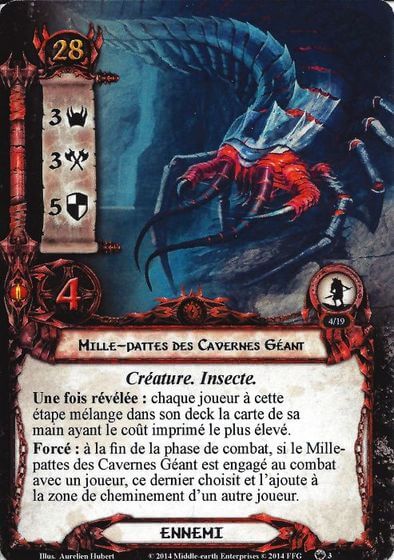 28
3
3
5
4
4/19
Mille-pattes des Cavernes Géant
Créature. Insecte.
Une fois révélée : chaque joueur à cette
étape mélange dans son deck la carte de sa
main ayant le coût imprimé le plus élevé.
Forcé : à la fin de la phase de combat, si le Mille-
pattes des Cavernes Géant est engagé au combat
avec un joueur, ce dernier choisit et l'ajoute à
la zone de cheminement d'un autre joueur.
ENNEMI
Illus. Aurelien Hubert © 2014 Middle-earth Enterprises © 2014 FFG 3